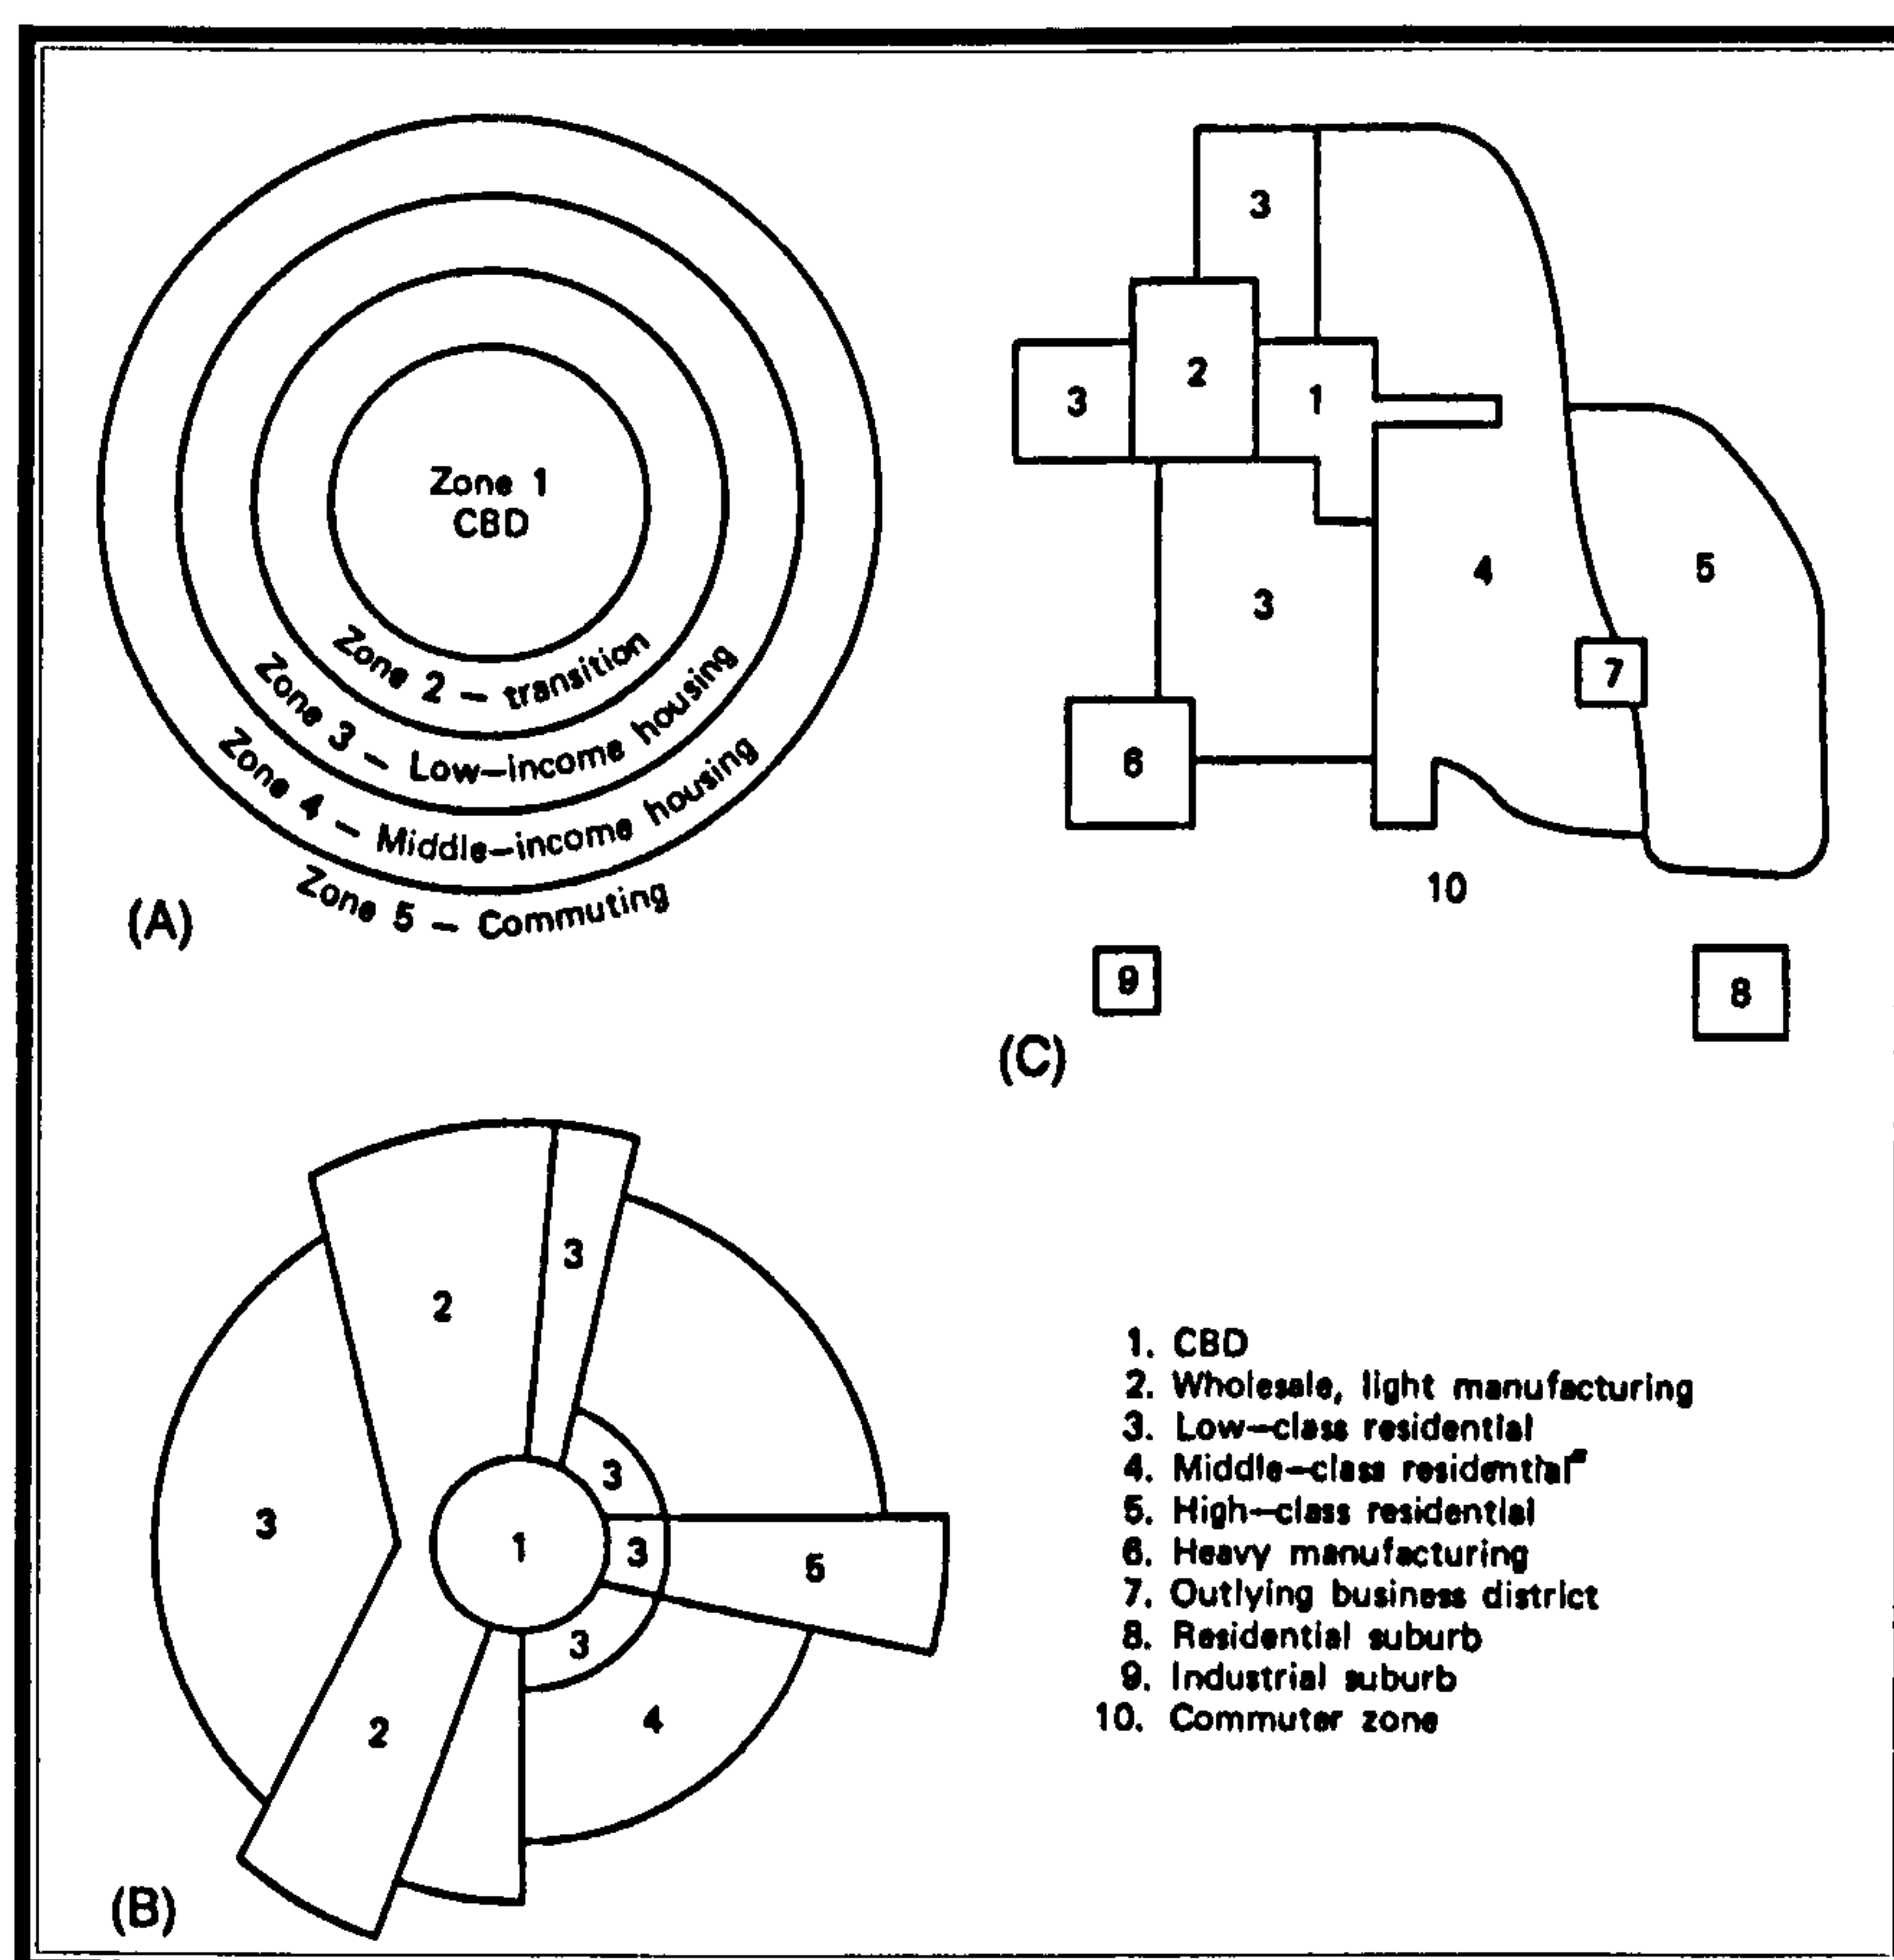 Zone 1
CBD
Zone 2 – transition
Zone 3 – Low-income housing
Zone 4 – Middle-income housing
Zone 5 – Commuting
(A)
3
3
2
1
3
4
5
7
6
10
9
8
(C)
2
3
3
3
1
3
5
3
2
4
(B)
1. CBD
2. Wholesale, light manufacturing
3. Low-class residential
4. Middle-class residential
5. High-class residential
6. Heavy manufacturing
7. Outlying business district
8. Residential suburb
9. Industrial suburb
10. Commuter zone